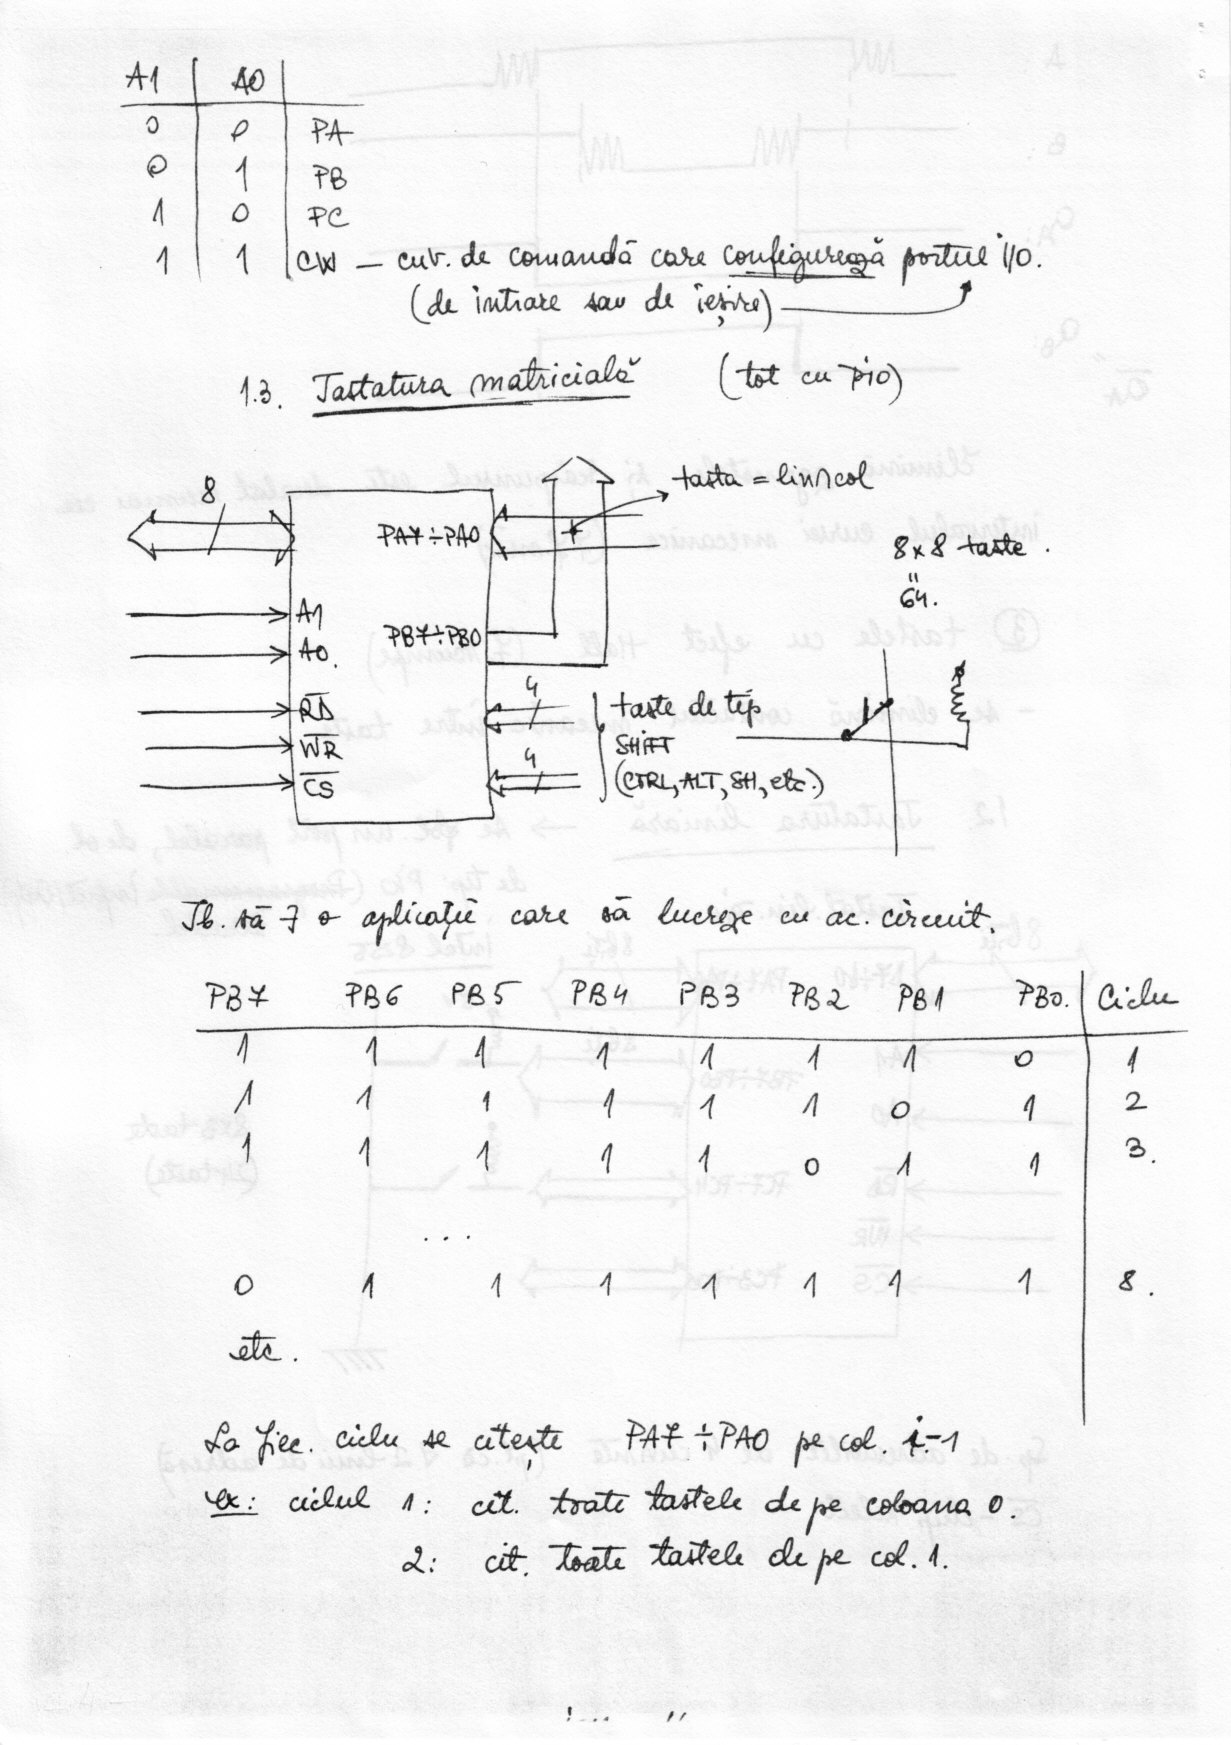 A1 A0
0 0 PA
0 1 PB
1 0 PC
1 1 CW – cuv. de comandă care configurează portul i/o.
(de intrare sau de ieșire)
1.3. Tastatura matricială (tot cu pio)
8
PA7÷PA0
tasta = lin∩col
8x8 taste.
"
64.
A1
PB7÷PB0
A0.
RD
4
taste de tip
WR
SHIFT
4
CS
(CTRL, ALT, SH, etc.)
Tb. să ∃ o aplicație care să lucreze cu ac. circuit.
PB7 PB6 PB5 PB4 PB3 PB2 PB1 PB0. Ciclu
1 1 1 1 1 1 1 0 1
1 1 1 1 1 1 0 1 2
1 1 1 1 1 0 1 1 3.
...
0 1 1 1 1 1 1 1 8.
etc.
La fiec. ciclu se citește PA7÷PA0 pe col. i-1
ex: ciclul 1: cit. toate tastele de pe coloana 0.
2: cit. toate tastele de pe col. 1.